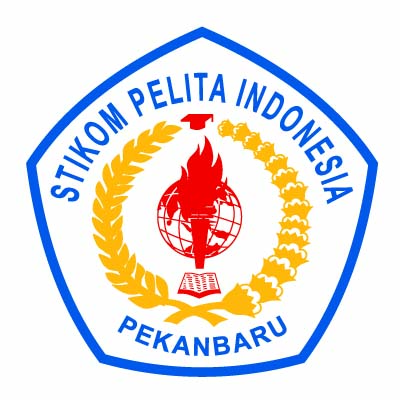 STIKOM PELITA INDONESIA
PEKANBARU